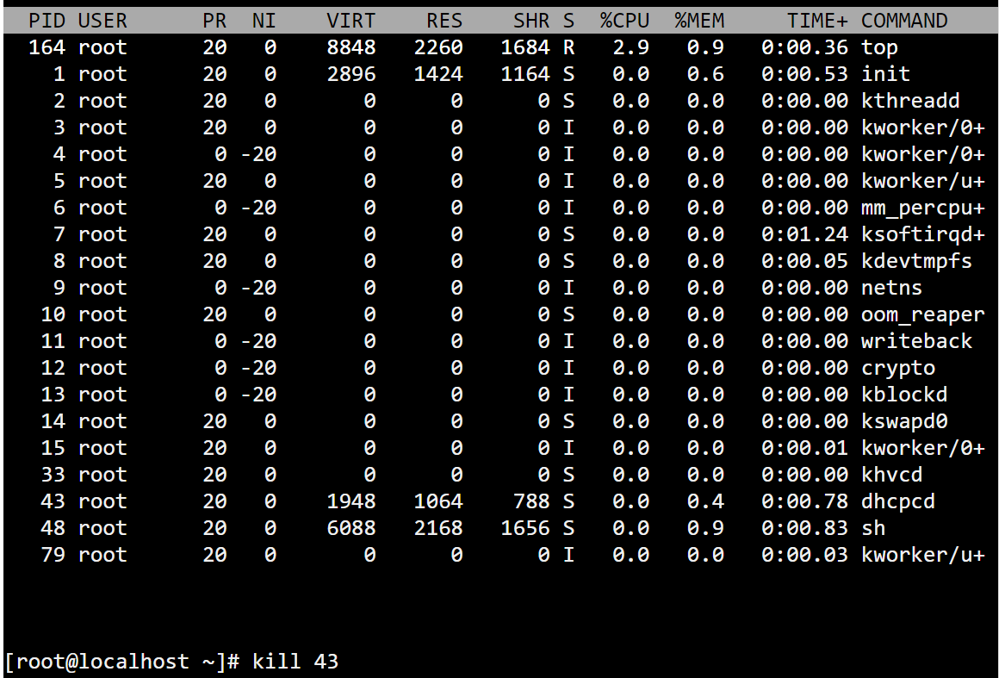 PID USER PR NI VIRT RES SHR S %CPU %MEM TIME+ COMMAND
164 root 20 0 8848 2260 1684 R 2.9 0.9 0:00.36 top
1 root 20 0 2896 1424 1164 S 0.0 0.6 0:00.53 init
2 root 20 0 0 0 0 S 0.0 0.0 0:00.00 kthreadd
3 root 20 0 0 0 0 I 0.0 0.0 0:00.00 kworker/0+
4 root 0 -20 0 0 0 I 0.0 0.0 0:00.00 kworker/0+
5 root 20 0 0 0 0 I 0.0 0.0 0:00.00 kworker/u+
6 root 0 -20 0 0 0 I 0.0 0.0 0:00.00 mm_percpu+
7 root 20 0 0 0 0 S 0.0 0.0 0:01.24 ksoftirqd+
8 root 20 0 0 0 0 S 0.0 0.0 0:00.05 kdevtmpfs
9 root 0 -20 0 0 0 I 0.0 0.0 0:00.00 netns
10 root 20 0 0 0 0 S 0.0 0.0 0:00.00 oom_reaper
11 root 0 -20 0 0 0 I 0.0 0.0 0:00.00 writeback
12 root 0 -20 0 0 0 I 0.0 0.0 0:00.00 crypto
13 root 0 -20 0 0 0 I 0.0 0.0 0:00.00 kblockd
14 root 20 0 0 0 0 S 0.0 0.0 0:00.00 kswapd0
15 root 20 0 0 0 0 I 0.0 0.0 0:00.01 kworker/0+
33 root 20 0 0 0 0 S 0.0 0.0 0:00.00 khvcd
43 root 20 0 1948 1064 788 S 0.0 0.4 0:00.78 dhcpcd
48 root 20 0 6088 2168 1656 S 0.0 0.9 0:00.83 sh
79 root 20 0 0 0 0 I 0.0 0.0 0:00.03 kworker/u+
[root@localhost ~]# kill 43